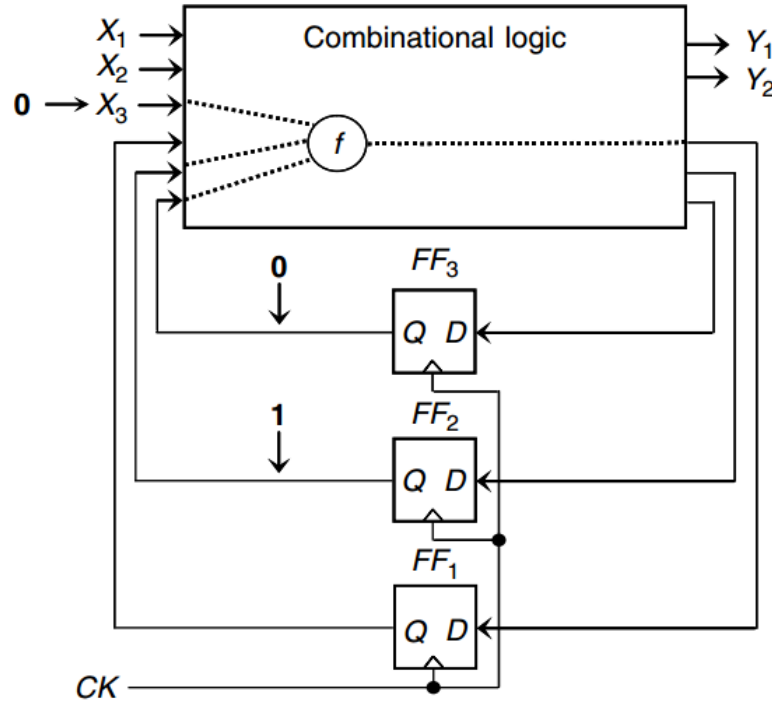 X₁
Combinational logic
Y₁
X₂
Y₂
0
X₃
f
FF₃
0
Q D
FF₂
1
Q D
FF₁
Q D
CK